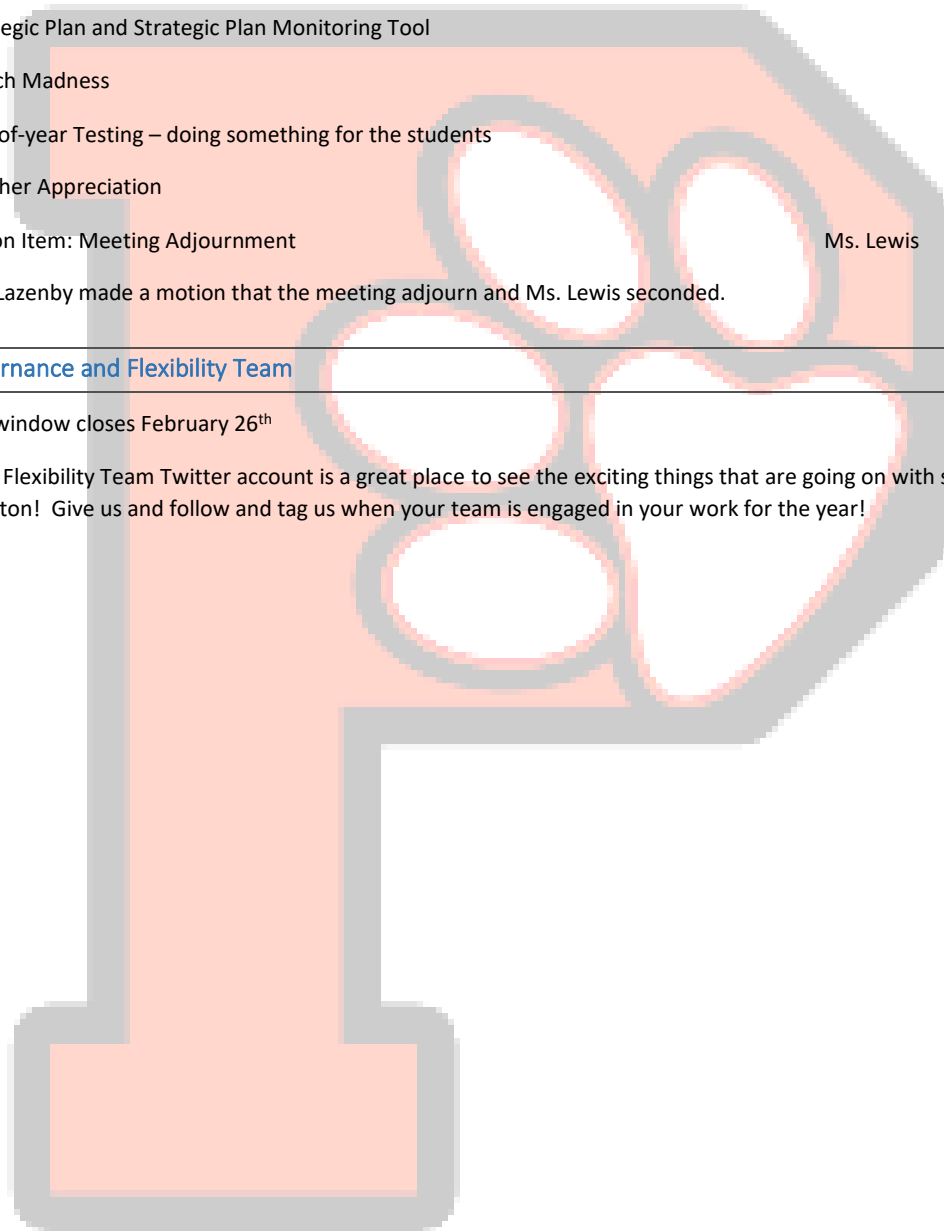 egic Plan and Strategic Plan Monitoring Tool
ch Madness
of-year Testing – doing something for the students
her Appreciation
on Item: Meeting Adjournment Ms. Lewis
Lazenby made a motion that the meeting adjourn and Ms. Lewis seconded.
rnance and Flexibility Team
window closes February 26th
Flexibility Team Twitter account is a great place to see the exciting things that are going on with s
ton! Give us and follow and tag us when your team is engaged in your work for the year!